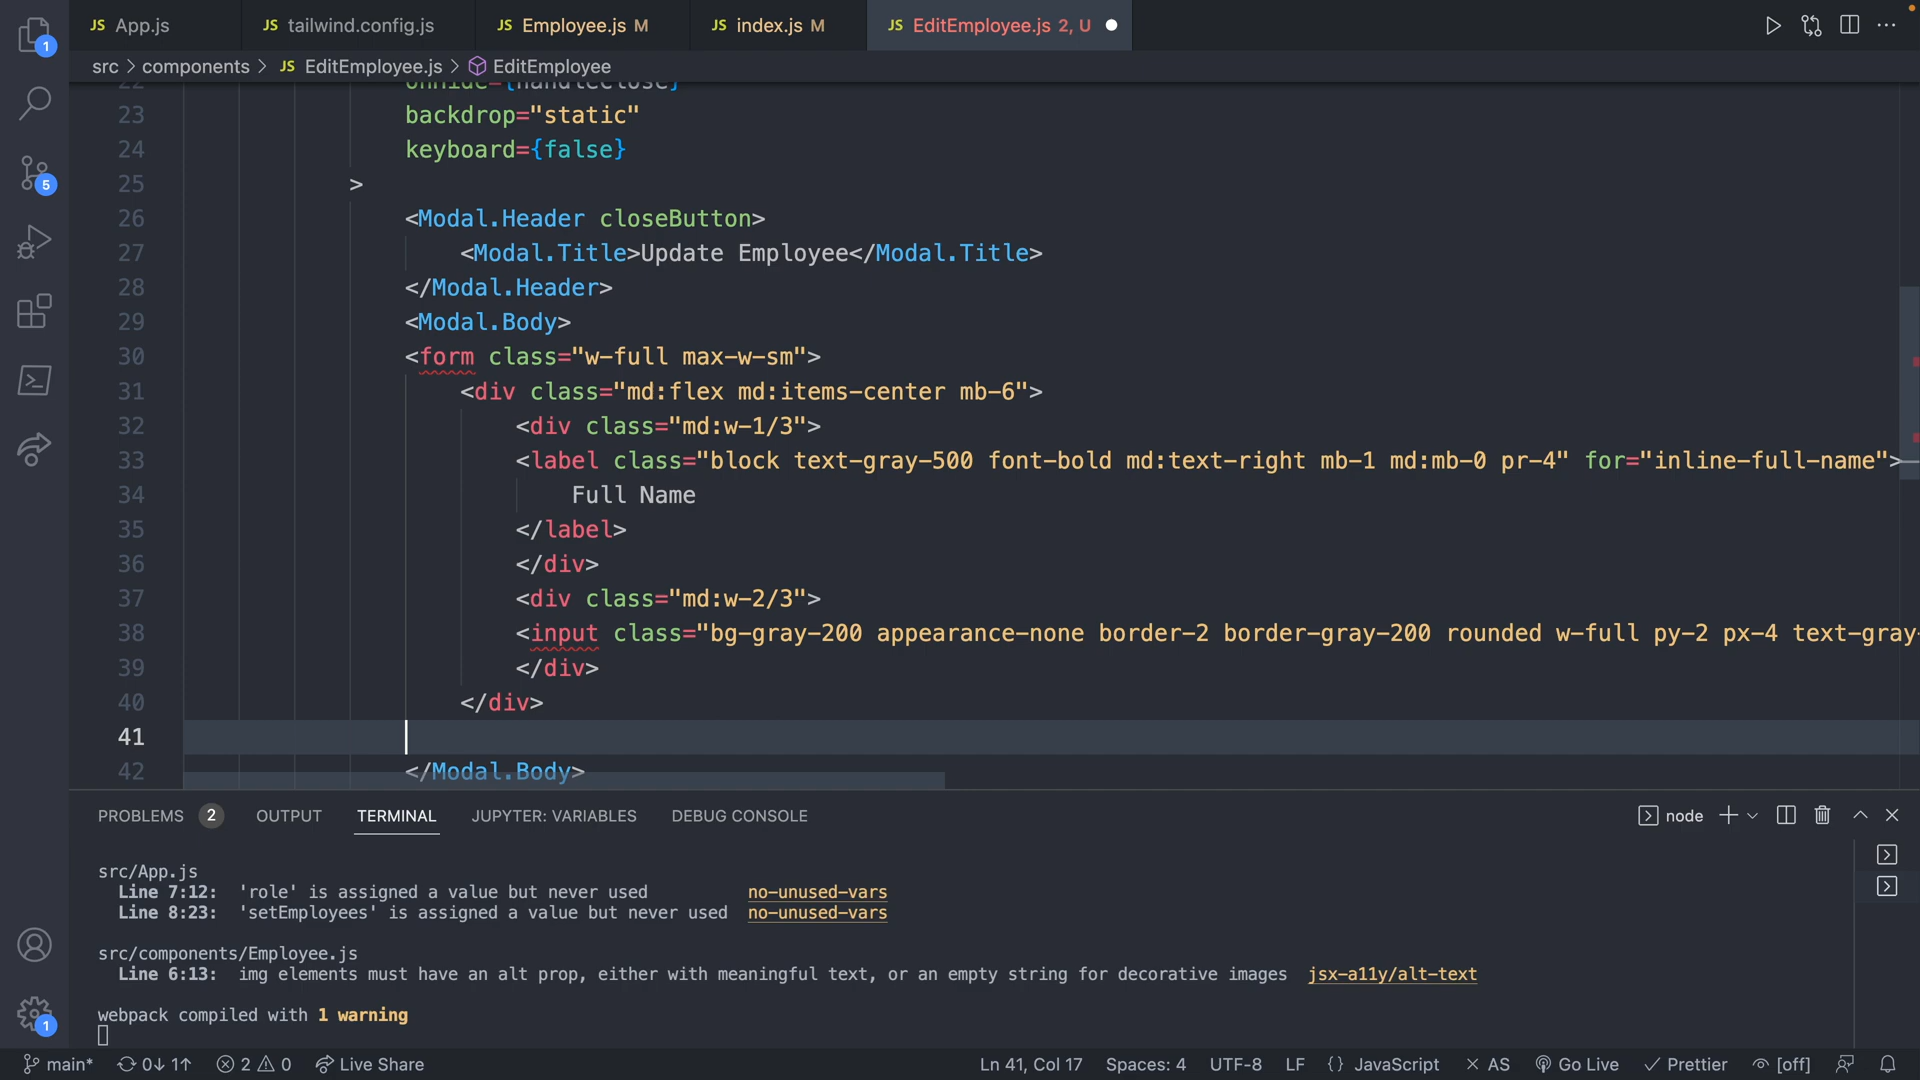 1
JS App.js
JS tailwind.config.js
JS Employee.js M
JS index.js M
JS EditEmployee.js 2, U
src > components > JS EditEmployee.js > EditEmployee
22 onHide={handleClose}
23 backdrop="static"
24 keyboard={false}
25 >
26 <Modal.Header closeButton>
27 <Modal.Title>Update Employee</Modal.Title>
28 </Modal.Header>
29 <Modal.Body>
30 <form class="w-full max-w-sm">
31 <div class="md:flex md:items-center mb-6">
32 <div class="md:w-1/3">
33 <label class="block text-gray-500 font-bold md:text-right mb-1 md:mb-0 pr-4" for="inline-full-name">
34 Full Name
35 </label>
36 </div>
37 <div class="md:w-2/3">
38 <input class="bg-gray-200 appearance-none border-2 border-gray-200 rounded w-full py-2 px-4 text-gray-
39 </div>
40 </div>
41
42 </Modal.Body>
5
1
PROBLEMS 2 OUTPUT TERMINAL JUPYTER: VARIABLES DEBUG CONSOLE
node
src/App.js
Line 7:12: 'role' is assigned a value but never used no-unused-vars
Line 8:23: 'setEmployees' is assigned a value but never used no-unused-vars
src/components/Employee.js
Line 6:13: img elements must have an alt prop, either with meaningful text, or an empty string for decorative images jsx-a11y/alt-text
webpack compiled with 1 warning
main* 0↓ 1↑ 2 0 Live Share Ln 41, Col 17 Spaces: 4 UTF-8 LF {} JavaScript × AS Go Live ✓ Prettier [off]